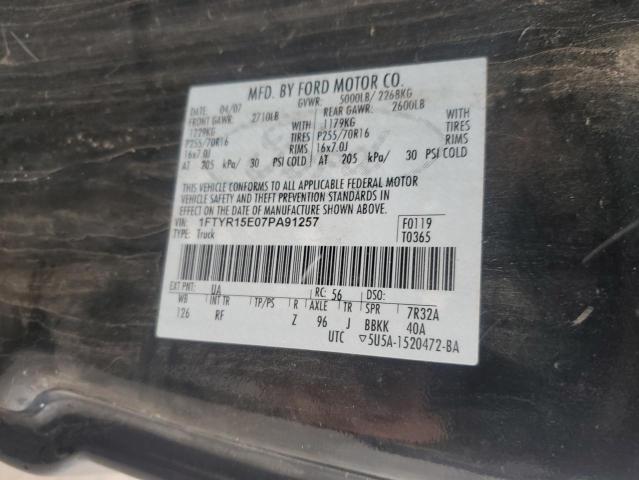 MFD. BY FORD MOTOR CO.
04/07 GVWR: 5000LB/ 2268KG
FRONT GAWR: 2710LB REAR GAWR: 2600LB
1229KG WITH 1179KG WITH
P255/70R16 TIRES P255/70R16 TIRES
16x7.0J RIMS 16x7.0J RIMS
AT 205 kPa/ 30 PSI COLD AT 205 kPa/ 30 PSI COLD
THIS VEHICLE CONFORMS TO ALL APPLICABLE FEDERAL MOTOR
VEHICLE SAFETY AND THEFT PREVENTION STANDARDS IN EFFECT
ON THE DATE OF MANUFACTURE SHOWN ABOVE.
VIN: 1FTYR15E07PA91257 F0119
TYPE: Truck T0365
EXT PNT: UA RC: 56 DSO:
WB INT TR TP/PS R AXLE TR SPR 7R32A
126 RF Z 96 J BBKK 40A
UTC ▽5U5A-1520472-BA